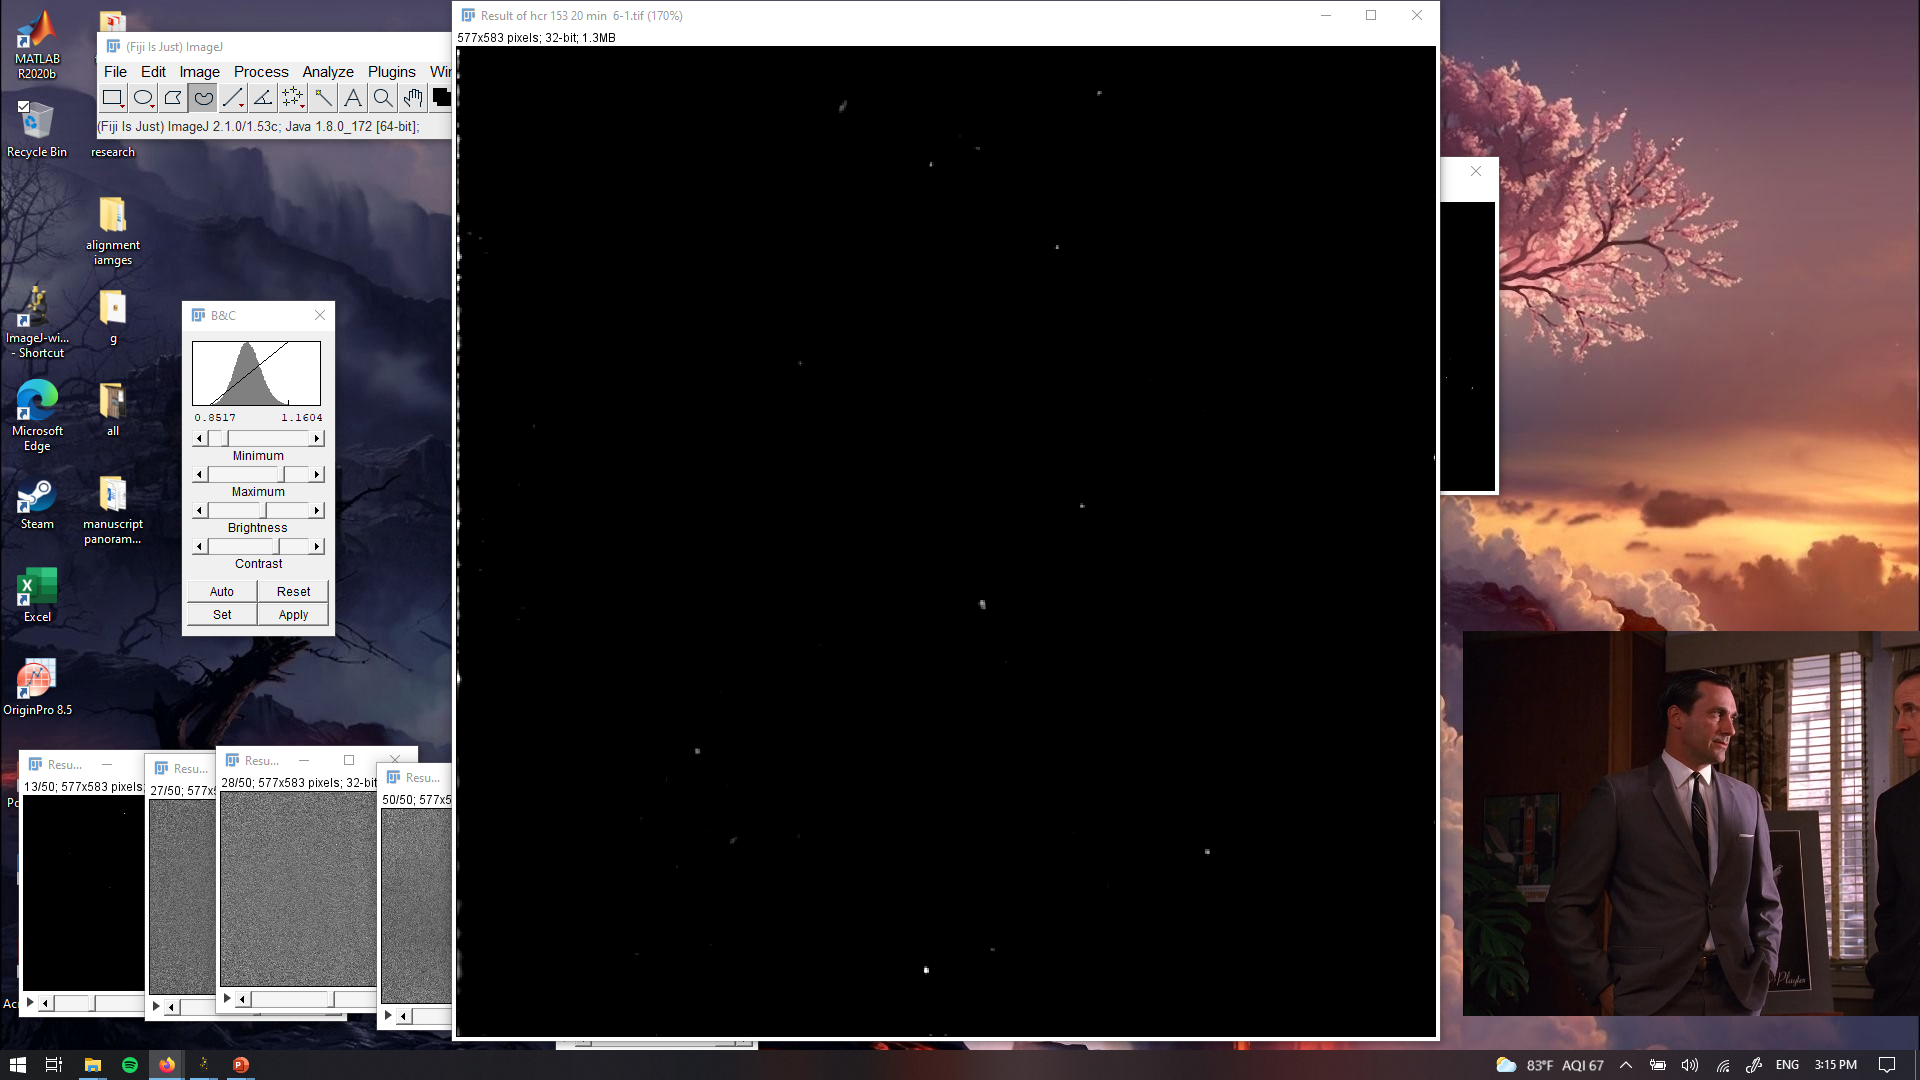 MATLAB
R2020b
Recycle Bin
research
alignment
iamges
ImageJ-wi...
- Shortcut
g
Microsoft
Edge
all
Steam
manuscript
panoram...
Excel
OriginPro 8.5
(Fiji Is Just) ImageJ
File Edit Image Process Analyze Plugins Wi
(Fiji Is Just) ImageJ 2.1.0/1.53c; Java 1.8.0_172 [64-bit];
Result of hcr 153 20 min 6-1.tif (170%)
577x583 pixels; 32-bit; 1.3MB
B&C
0.8517 1.1604
Minimum
Maximum
Brightness
Contrast
Auto Reset
Set Apply
Resu...
13/50; 577x583 pixels;
Resu...
27/50; 577x5
Resu...
28/50; 577x583 pixels; 32-bit
Resu...
50/50; 577x5
83°F AQI 67
ENG
3:15 PM